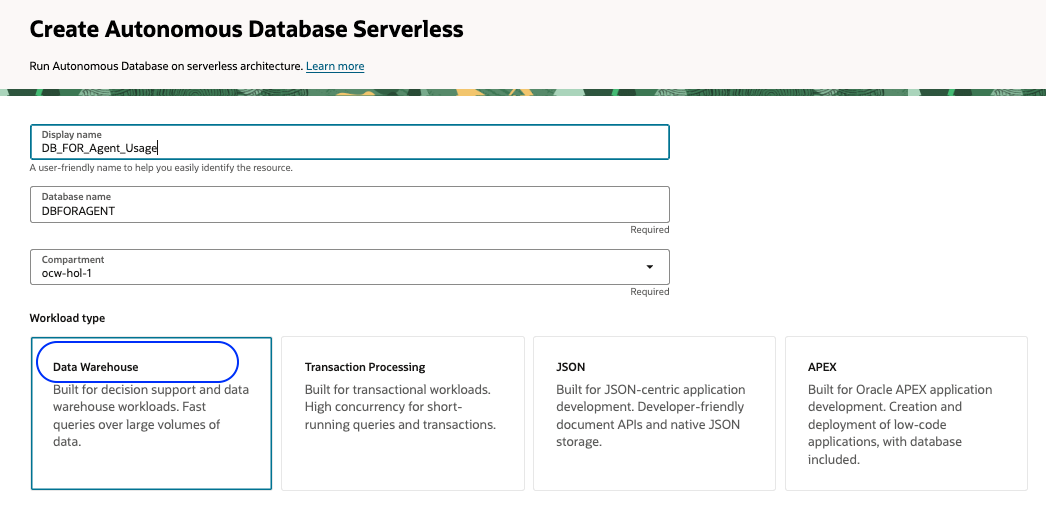 Create Autonomous Database Serverless
Run Autonomous Database on serverless architecture. Learn more
Display name
DB_FOR_Agent_Usage
A user-friendly name to help you easily identify the resource.
Database name
DBFORAGENT
Required
Compartment
ocw-hol-1
Required
Workload type
Data Warehouse
Built for decision support and data
warehouse workloads. Fast
queries over large volumes of
data.
Transaction Processing
Built for transactional workloads.
High concurrency for short-
running queries and transactions.
JSON
Built for JSON-centric application
development. Developer-friendly
document APIs and native JSON
storage.
APEX
Built for Oracle APEX application
development. Creation and
deployment of low-code
applications, with database
included.